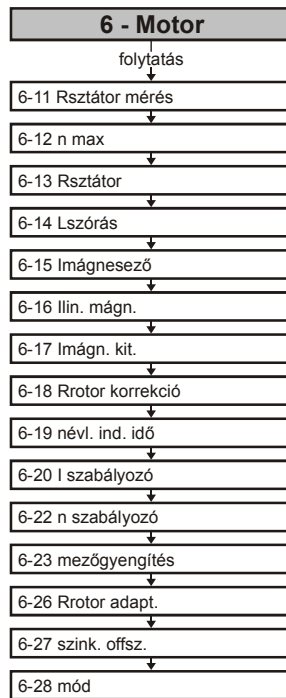 6 - Motor
folytatás
6-11 Rsztátor mérés
6-12 n max
6-13 Rsztátor
6-14 Lszórás
6-15 Imágnesező
6-16 Ilin. mágn.
6-17 Imágn. kit.
6-18 Rrotor korrekció
6-19 névl. ind. idő
6-20 I szabályozó
6-22 n szabályozó
6-23 mezőgyengítés
6-26 Rrotor adapt.
6-27 szink. offsz.
6-28 mód